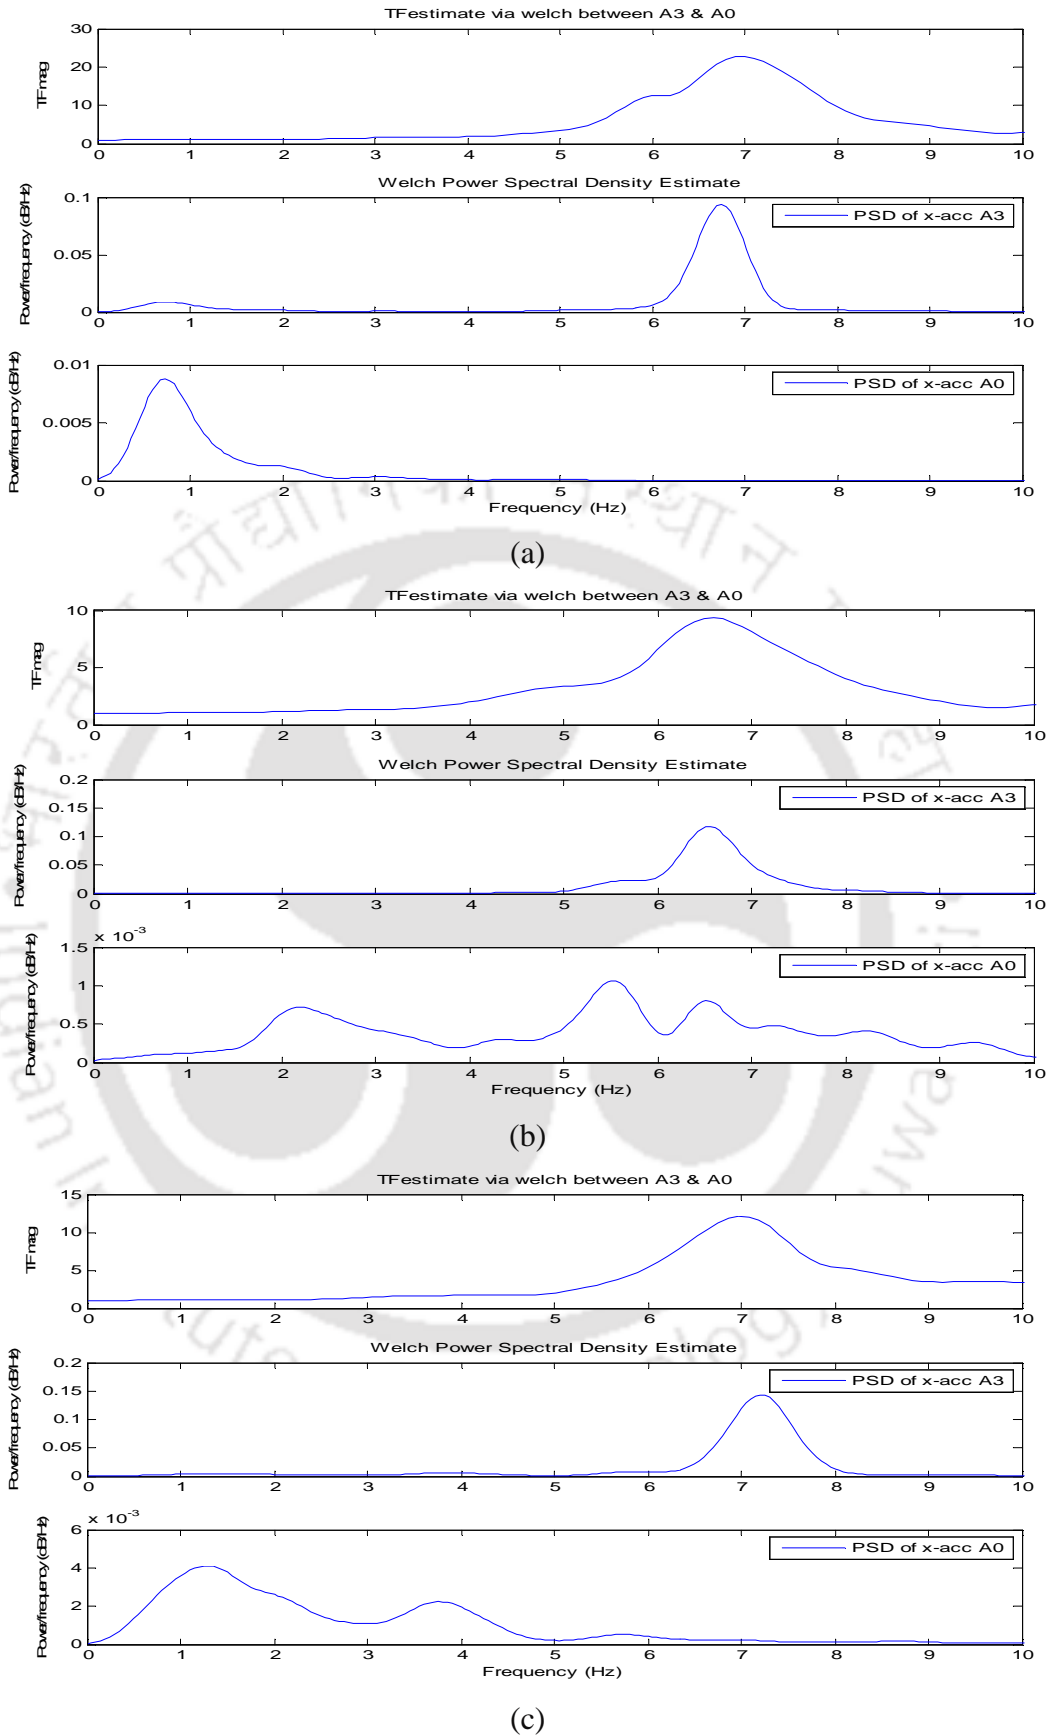 TFestimate via welch between A3 & A0
TFmag
30
20
10
0
0 1 2 3 4 5 6 7 8 9 10
Welch Power Spectral Density Estimate
Power/frequency (dB/Hz)
0.1
0.05
0
PSD of x-acc A3
0 1 2 3 4 5 6 7 8 9 10
Power/frequency (dB/Hz)
0.01
0.005
0
PSD of x-acc A0
0 1 2 3 4 5 6 7 8 9 10
Frequency (Hz)
(a)
TFestimate via welch between A3 & A0
TFmag
10
5
0
0 1 2 3 4 5 6 7 8 9 10
Welch Power Spectral Density Estimate
Power/frequency (dB/Hz)
0.2
0.15
0.1
0.05
0
PSD of x-acc A3
0 1 2 3 4 5 6 7 8 9 10
x 10⁻³
Power/frequency (dB/Hz)
1.5
1
0.5
0
PSD of x-acc A0
0 1 2 3 4 5 6 7 8 9 10
Frequency (Hz)
(b)
TFestimate via welch between A3 & A0
TFmag
15
10
5
0
0 1 2 3 4 5 6 7 8 9 10
Welch Power Spectral Density Estimate
Power/frequency (dB/Hz)
0.2
0.15
0.1
0.05
0
PSD of x-acc A3
0 1 2 3 4 5 6 7 8 9 10
x 10⁻³
Power/frequency (dB/Hz)
6
4
2
0
PSD of x-acc A0
0 1 2 3 4 5 6 7 8 9 10
Frequency (Hz)
(c)